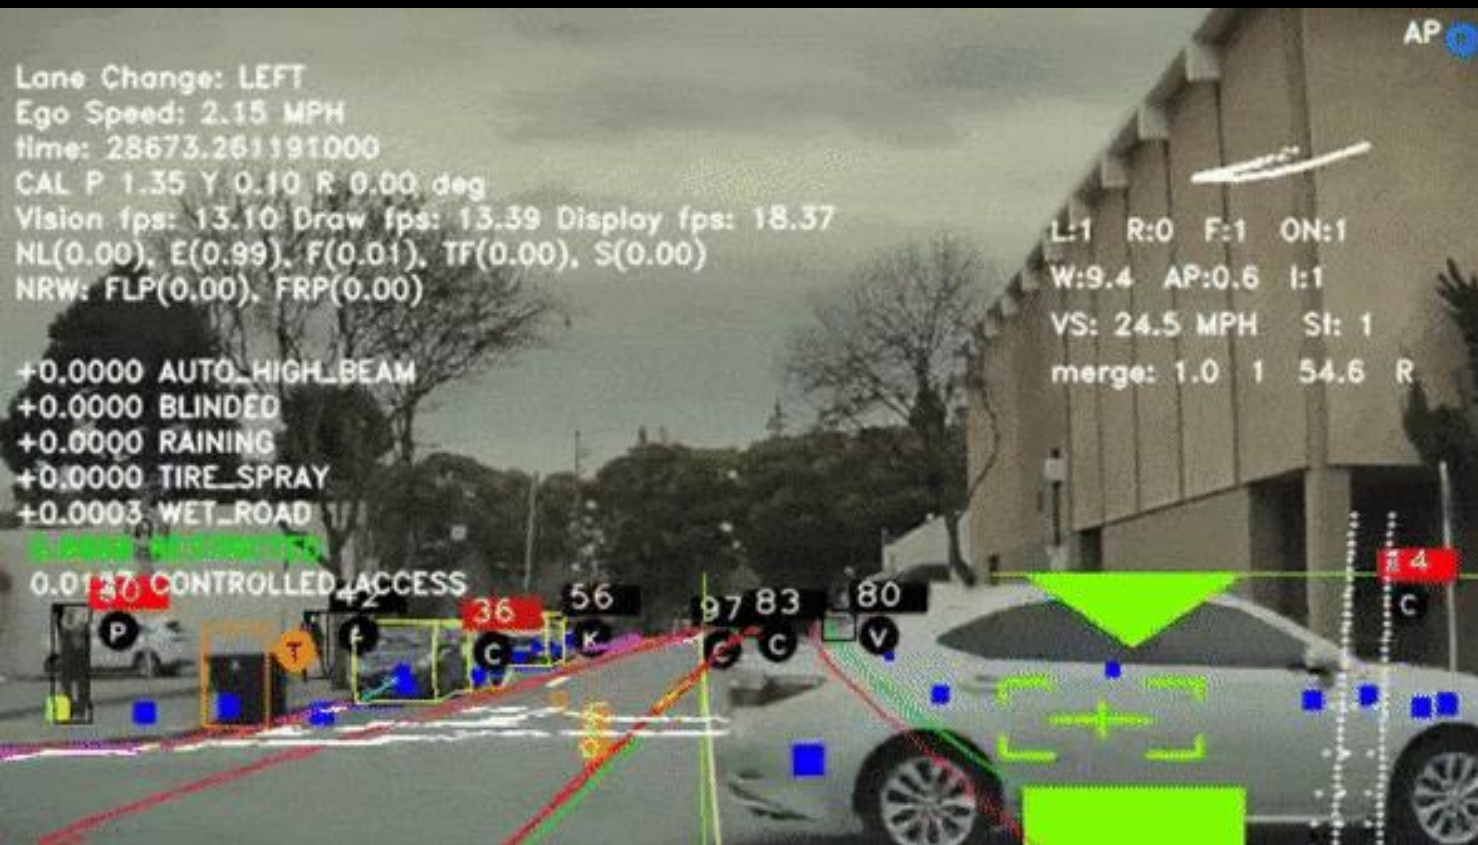 AP
Lane Change: LEFT
Ego Speed: 2.15 MPH
time: 28673.251191000
CAL P 1.35 Y 0.10 R 0.00 deg
Vision fps: 13.10 Draw fps: 13.39 Display fps: 18.37
NL(0.00), E(0.99), F(0.01), TF(0.00), S(0.00)
NRW: FLP(0.00), FRP(0.00)
L:1 R:0 F:1 ON:1
W:9.4 AP:0.6 I:1
VS: 24.5 MPH St: 1
merge: 1.0 1 54.6 R
+0.0000 AUTO_HIGH_BEAM
+0.0000 BLINDED
+0.0000 RAINING
+0.0000 TIRE_SPRAY
+0.0003 WET_ROAD
CONTROLLED_ACCESS
42
36
56
97
83
80
4
P
T
C
K
C
C
V
C